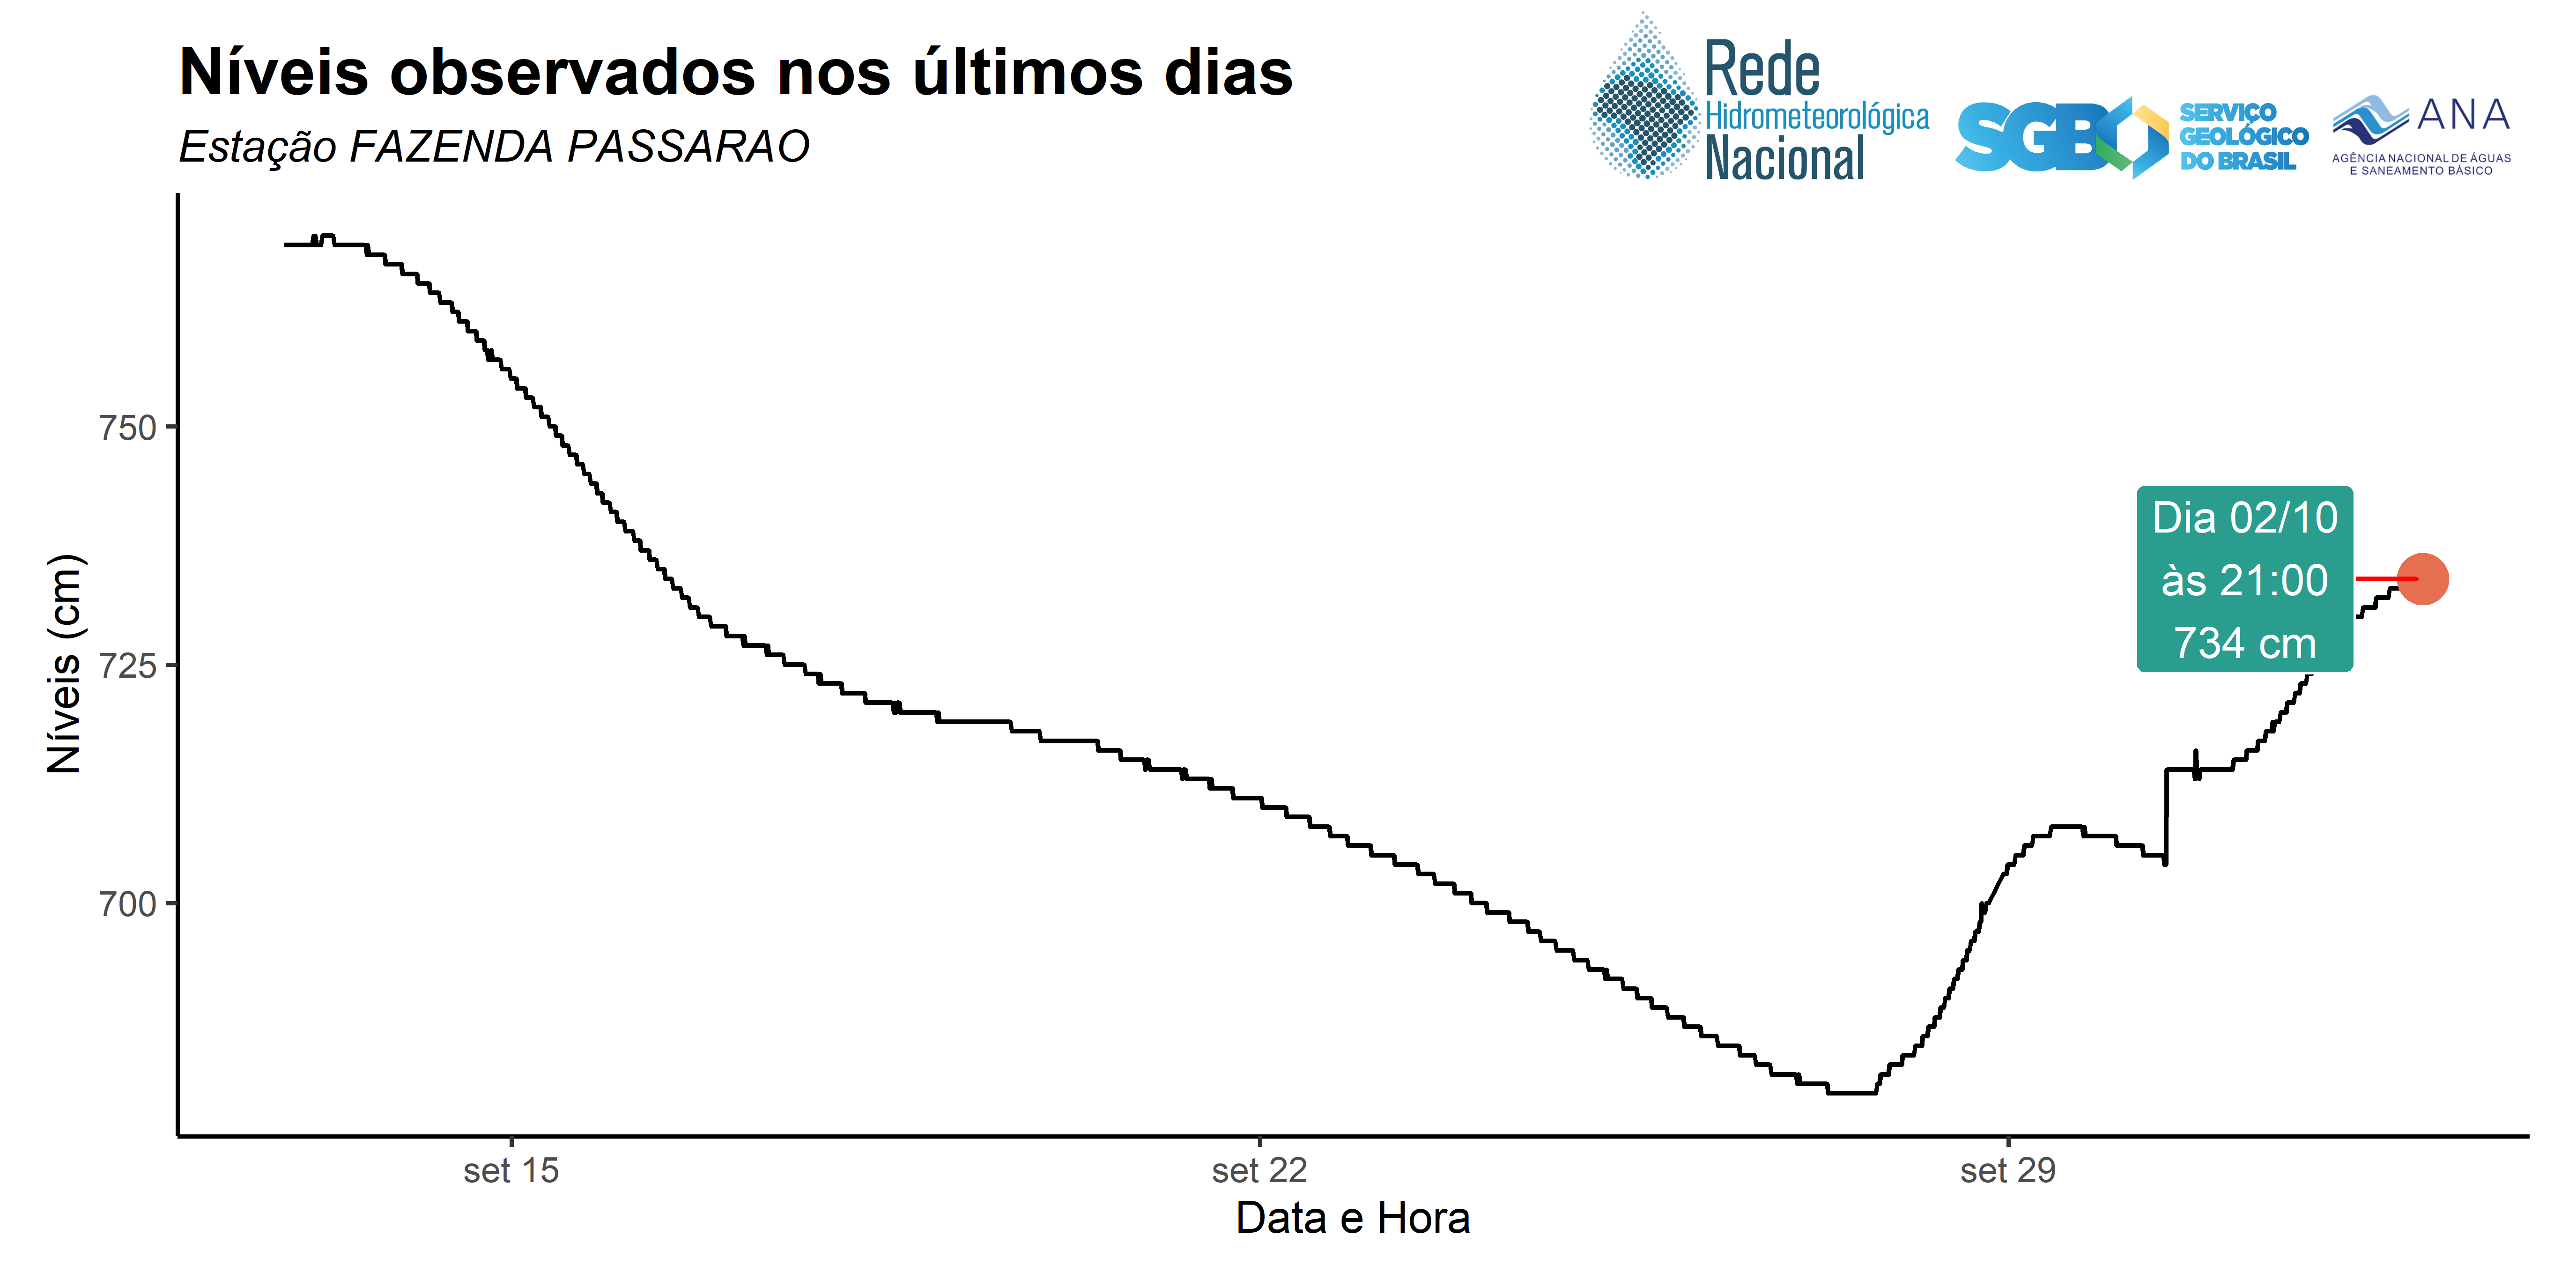 Níveis observados nos últimos dias
Estação FAZENDA PASSARAO
Rede
Hidrometeorológica
Nacional
SGB
SERVIÇO
GEOLÓGICO
DO BRASIL
ANA
AGÊNCIA NACIONAL DE ÁGUAS
E SANEAMENTO BÁSICO
Níveis (cm)
750
725
700
Dia 02/10
às 21:00
734 cm
set 15
set 22
set 29
Data e Hora